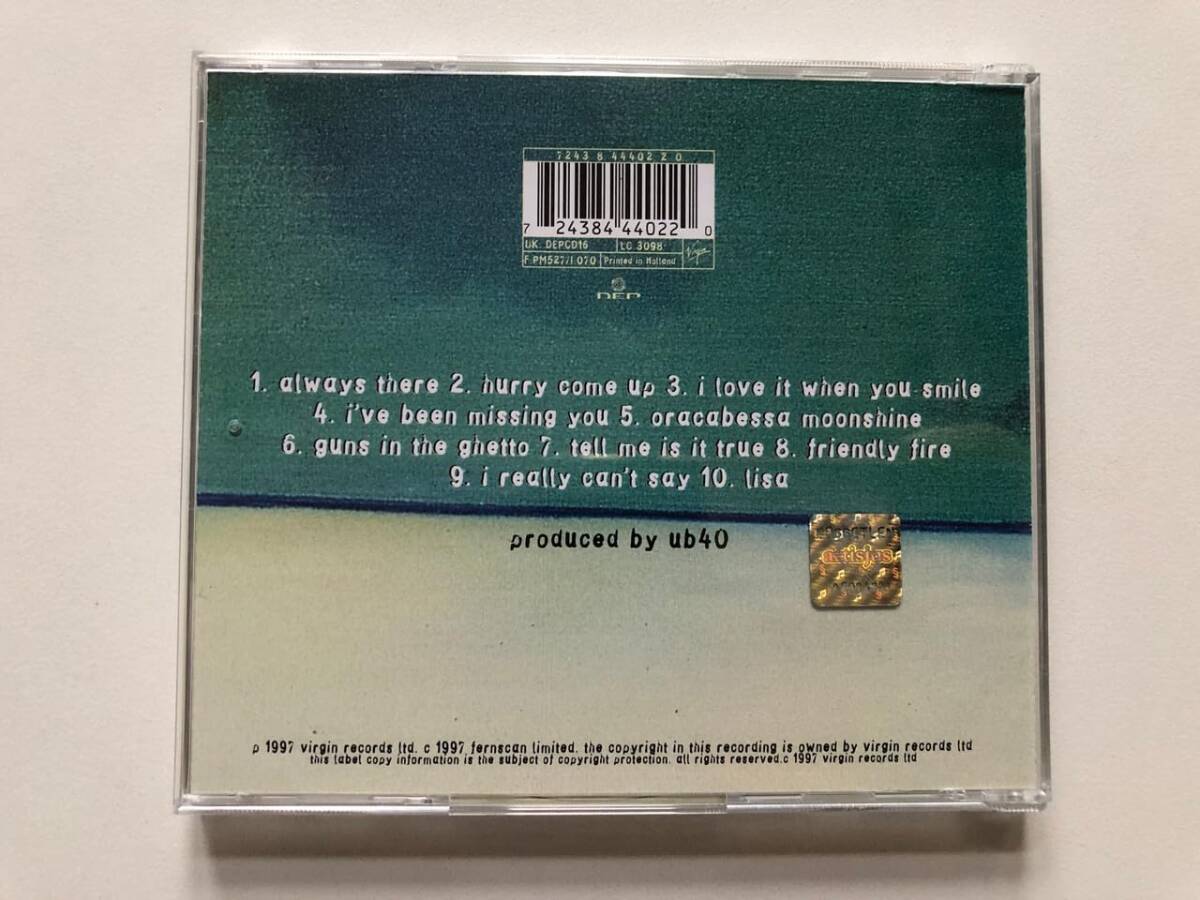 72438 44402 2 0
7 24384 44022 0
UK: DEPCD16 LC 3098
F PM527/1070 Printed in Holland Virgin
DEP
1. always there 2. hurry come up 3. i love it when you smile
4. i've been missing you 5. oracabessa moonshine
6. guns in the ghetto 7. tell me is it true 8. friendly fire
9. i really can't say 10. lisa
produced by ub40
artisjus
p 1997 virgin records ltd. c 1997 fernscan limited. the copyright in this recording is owned by virgin records ltd
this label copy information is the subject of copyright protection. all rights reserved.c 1997 virgin records ltd